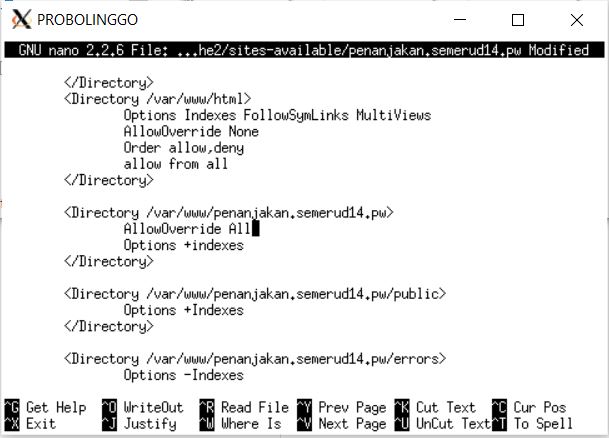 PROBOLINGGO
GNU nano 2.2.6 File: ...he2/sites-available/penanjakan.semerud14.pw Modified
</Directory>
<Directory /var/www/html>
Options Indexes FollowSymLinks MultiViews
AllowOverride None
Order allow,deny
allow from all
</Directory>
<Directory /var/www/penanjakan.semerud14.pw>
AllowOverride All
Options +indexes
</Directory>
<Directory /var/www/penanjakan.semerud14.pw/public>
Options +Indexes
</Directory>
<Directory /var/www/penanjakan.semerud14.pw/errors>
Options -Indexes
^G Get Help ^O WriteOut ^R Read File ^Y Prev Page ^K Cut Text ^C Cur Pos
^X Exit ^J Justify ^W Where Is ^V Next Page ^U UnCut Text ^T To Spell